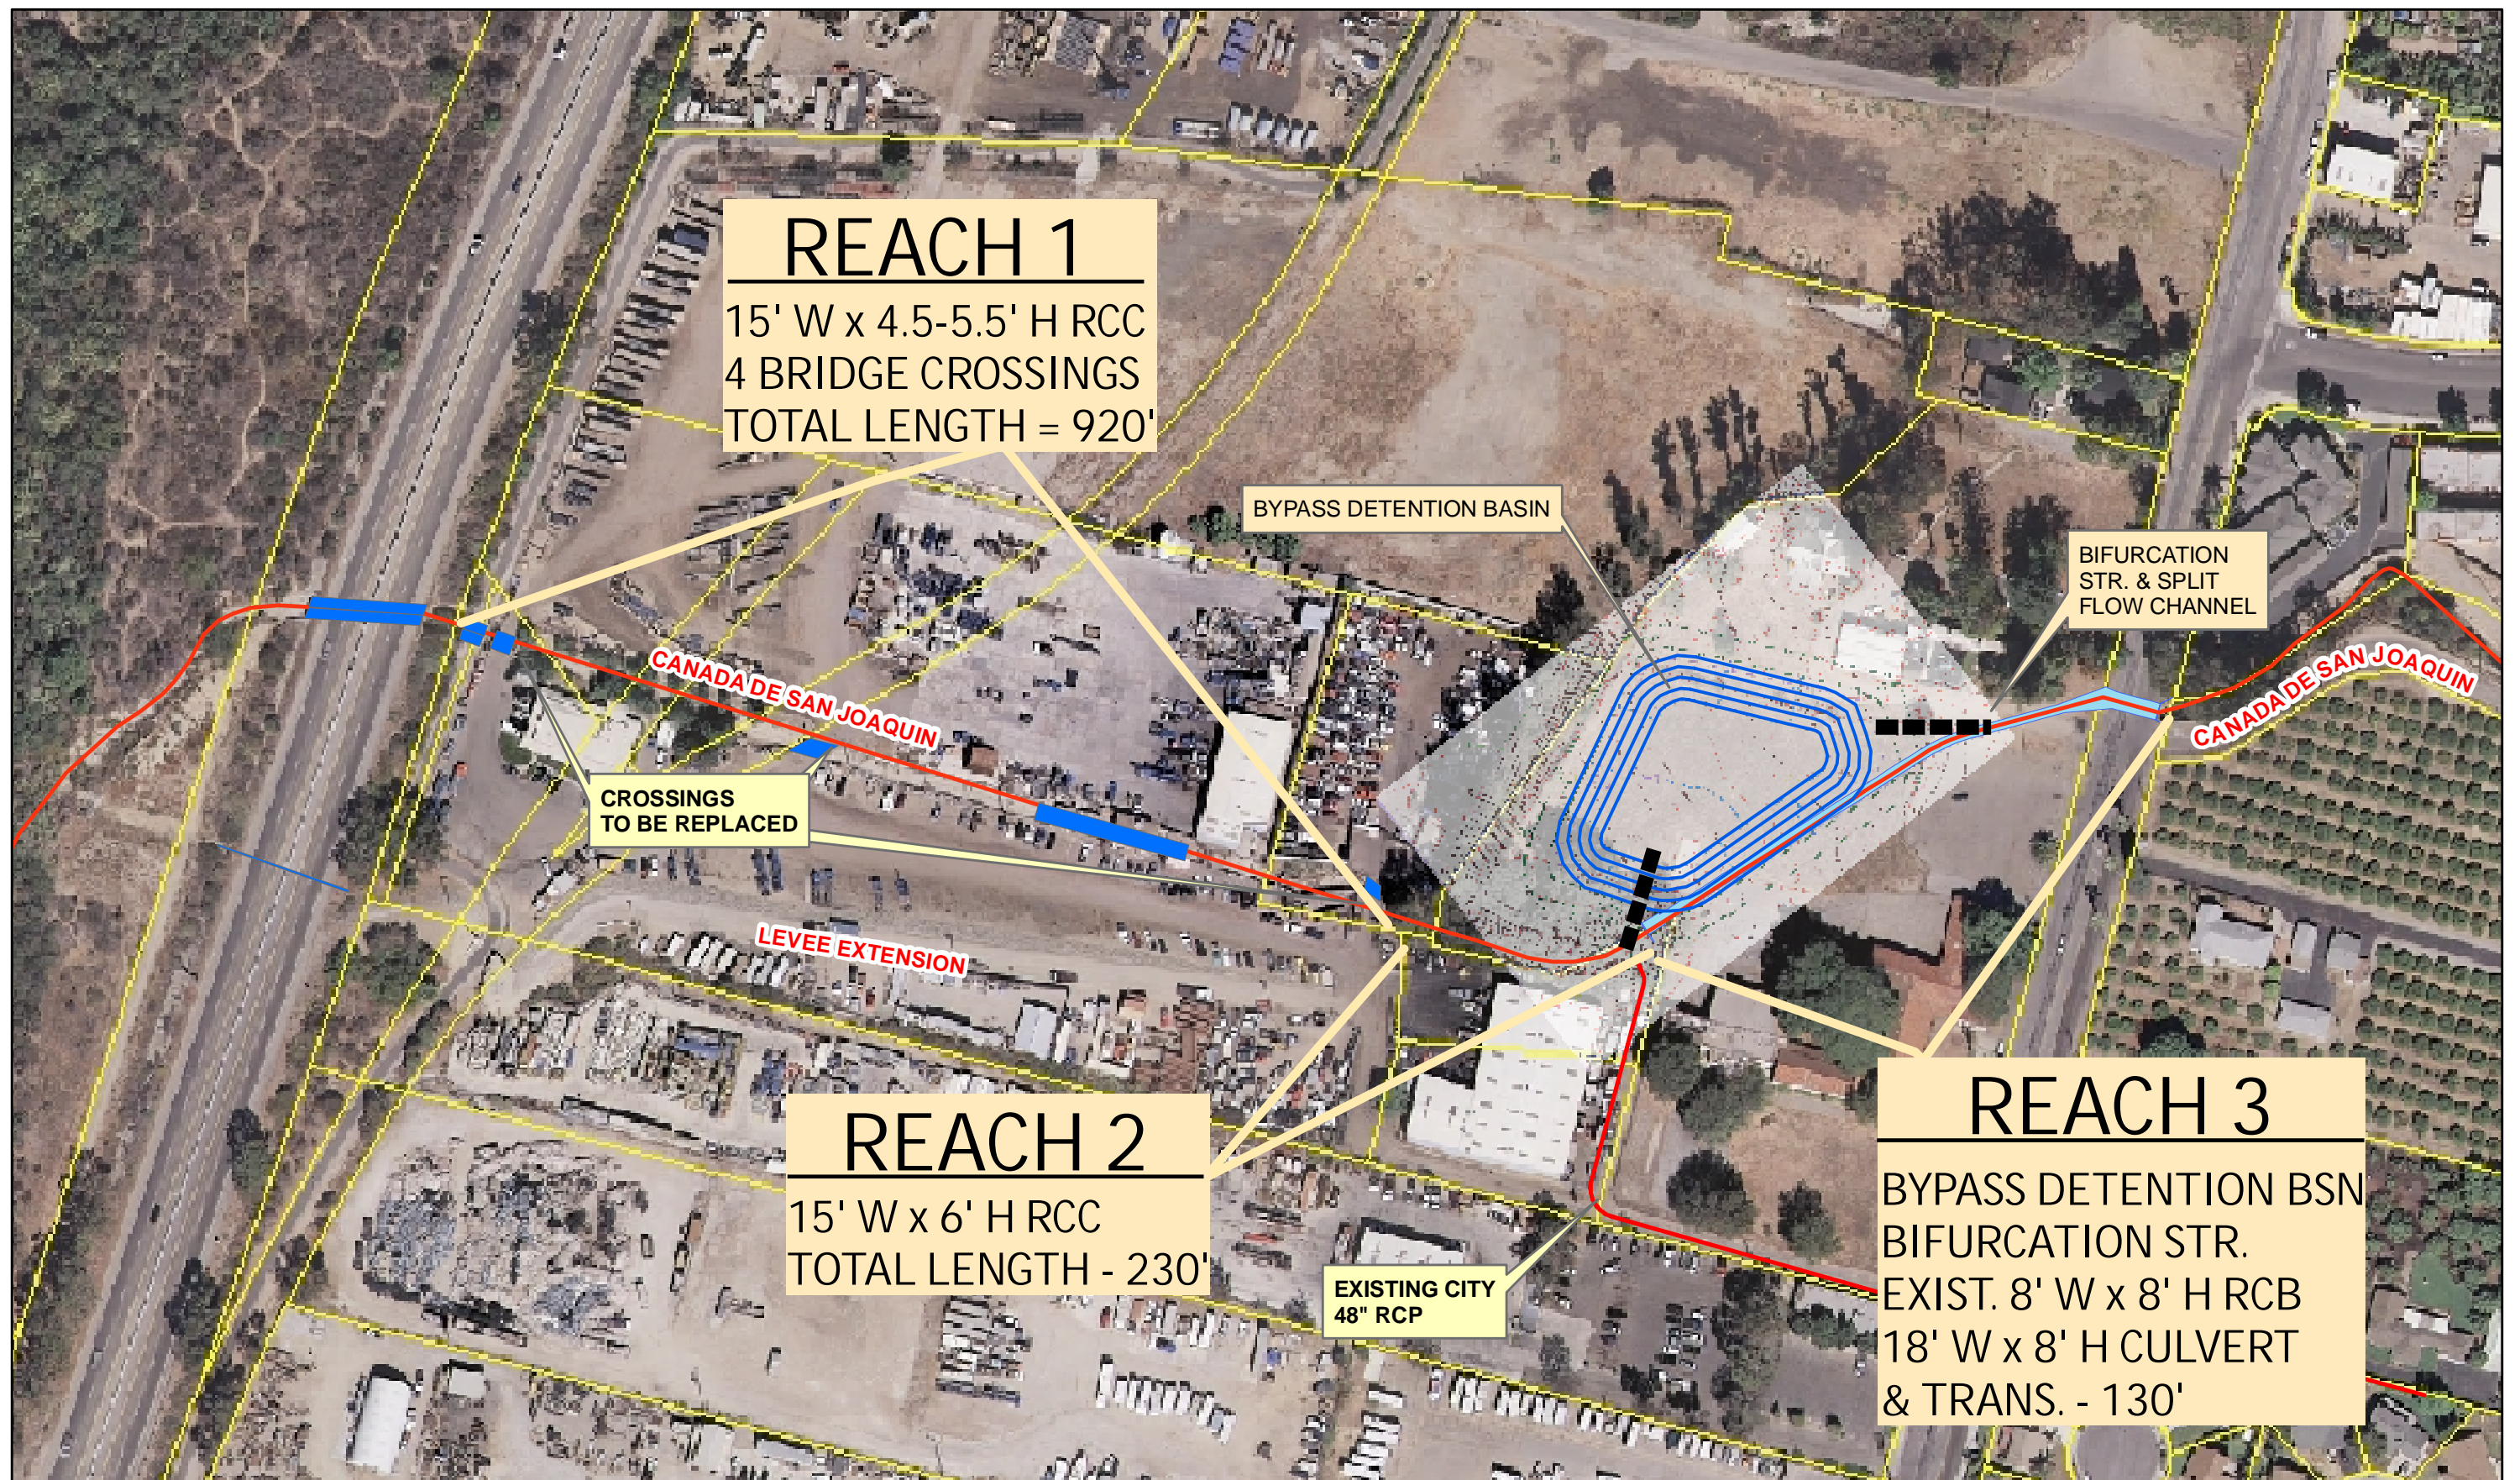 REACH 1
15' W x 4.5-5.5' H RCC
4 BRIDGE CROSSINGS
TOTAL LENGTH = 920'
BYPASS DETENTION BASIN
BIFURCATION
STR. & SPLIT
FLOW CHANNEL
CANADA DE SAN JOAQUIN
CANADA DE SAN JOAQUIN
CROSSINGS
TO BE REPLACED
LEVEE EXTENSION
REACH 2
15' W x 6' H RCC
TOTAL LENGTH - 230'
EXISTING CITY
48" RCP
REACH 3
BYPASS DETENTION BSN
BIFURCATION STR.
EXIST. 8' W x 8' H RCB
18' W x 8' H CULVERT
& TRANS. - 130'